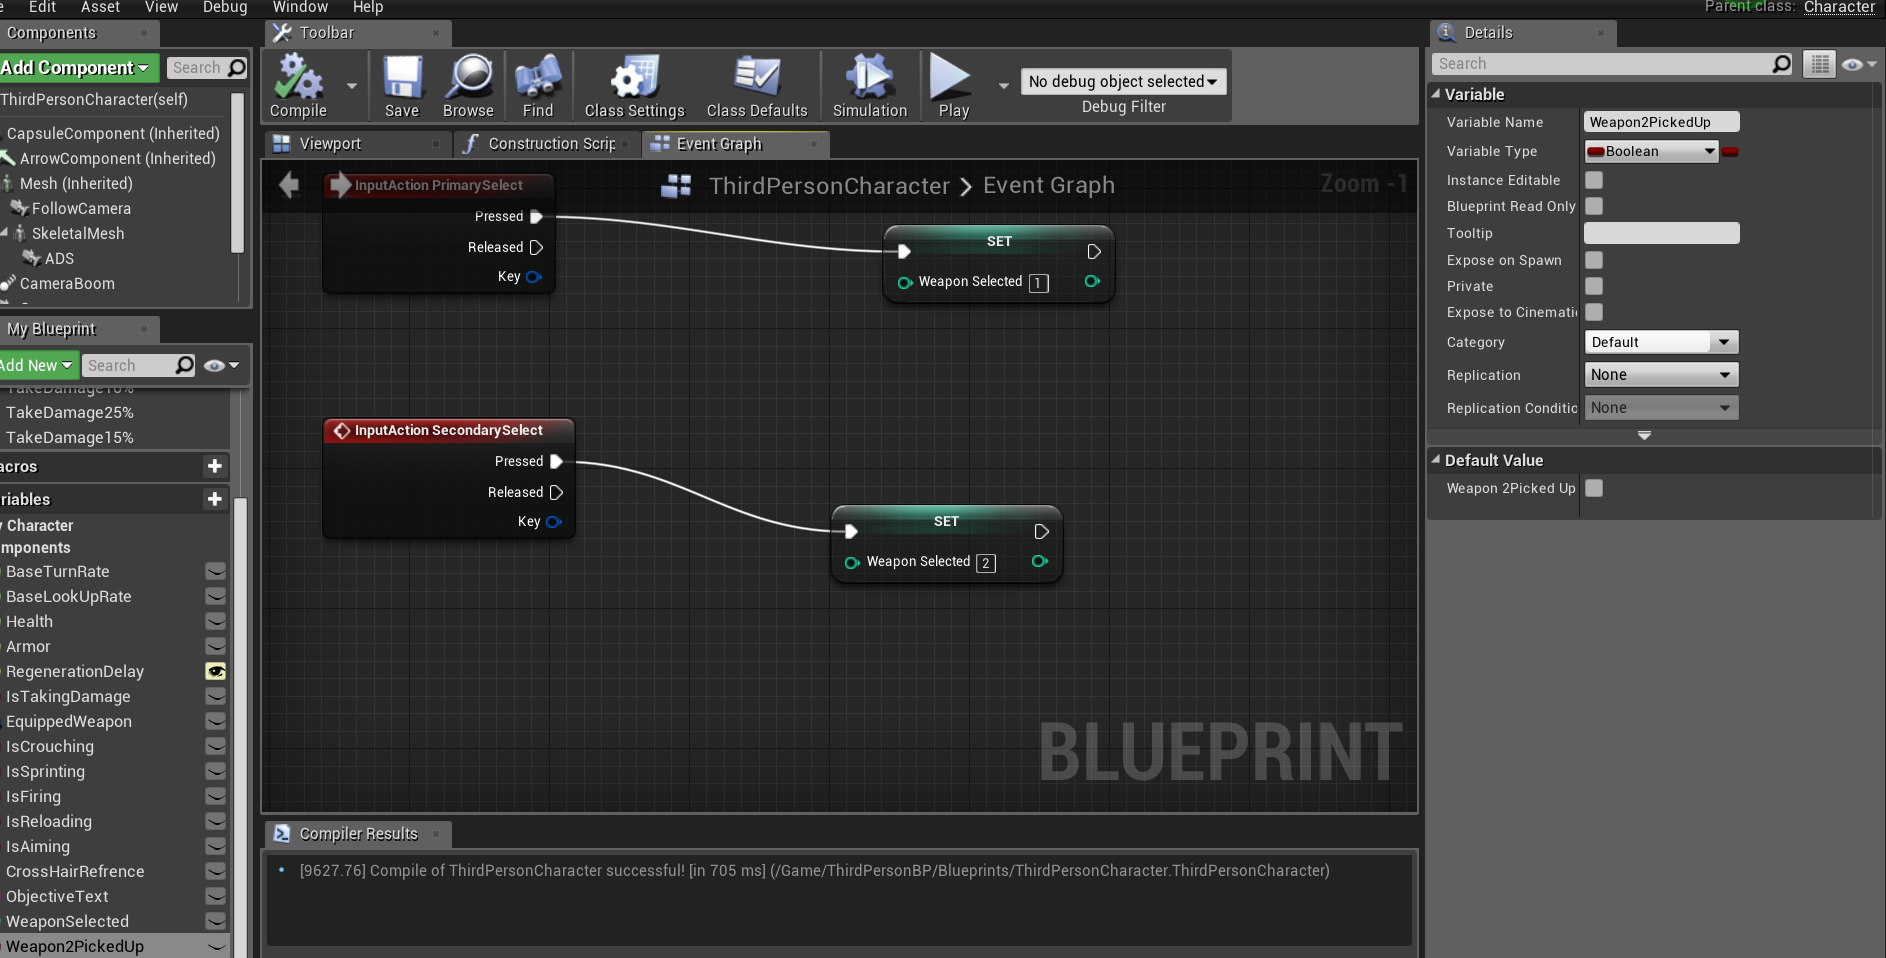 Edit Asset View Debug Window Help
Parent class: Character
Components
Toolbar
Details
Add Component
Search
Compile
Save
Browse
Find
Class Settings
Class Defaults
Simulation
Play
No debug object selected
Debug Filter
Search
ThirdPersonCharacter(self)
CapsuleComponent (Inherited)
ArrowComponent (Inherited)
Mesh (Inherited)
FollowCamera
SkeletalMesh
ADS
CameraBoom
My Blueprint
Add New
Search
TakeDamage10%
TakeDamage25%
TakeDamage15%
acros
riables
y Character
mponents
BaseTurnRate
BaseLookUpRate
Health
Armor
RegenerationDelay
IsTakingDamage
EquippedWeapon
IsCrouching
IsSprinting
IsFiring
IsReloading
IsAiming
CrossHairRefrence
ObjectiveText
WeaponSelected
Weapon2PickedUp
Viewport
Construction Scrip
Event Graph
ThirdPersonCharacter > Event Graph
Zoom -1
InputAction PrimarySelect
Pressed
Released
Key
SET
Weapon Selected 1
InputAction SecondarySelect
Pressed
Released
Key
SET
Weapon Selected 2
BLUEPRINT
Compiler Results
[9627.76] Compile of ThirdPersonCharacter successful! [in 705 ms] (/Game/ThirdPersonBP/Blueprints/ThirdPersonCharacter.ThirdPersonCharacter)
Variable
Variable Name Weapon2PickedUp
Variable Type Boolean
Instance Editable
Blueprint Read Only
Tooltip
Expose on Spawn
Private
Expose to Cinemati
Category Default
Replication None
Replication Conditic None
Default Value
Weapon 2Picked Up